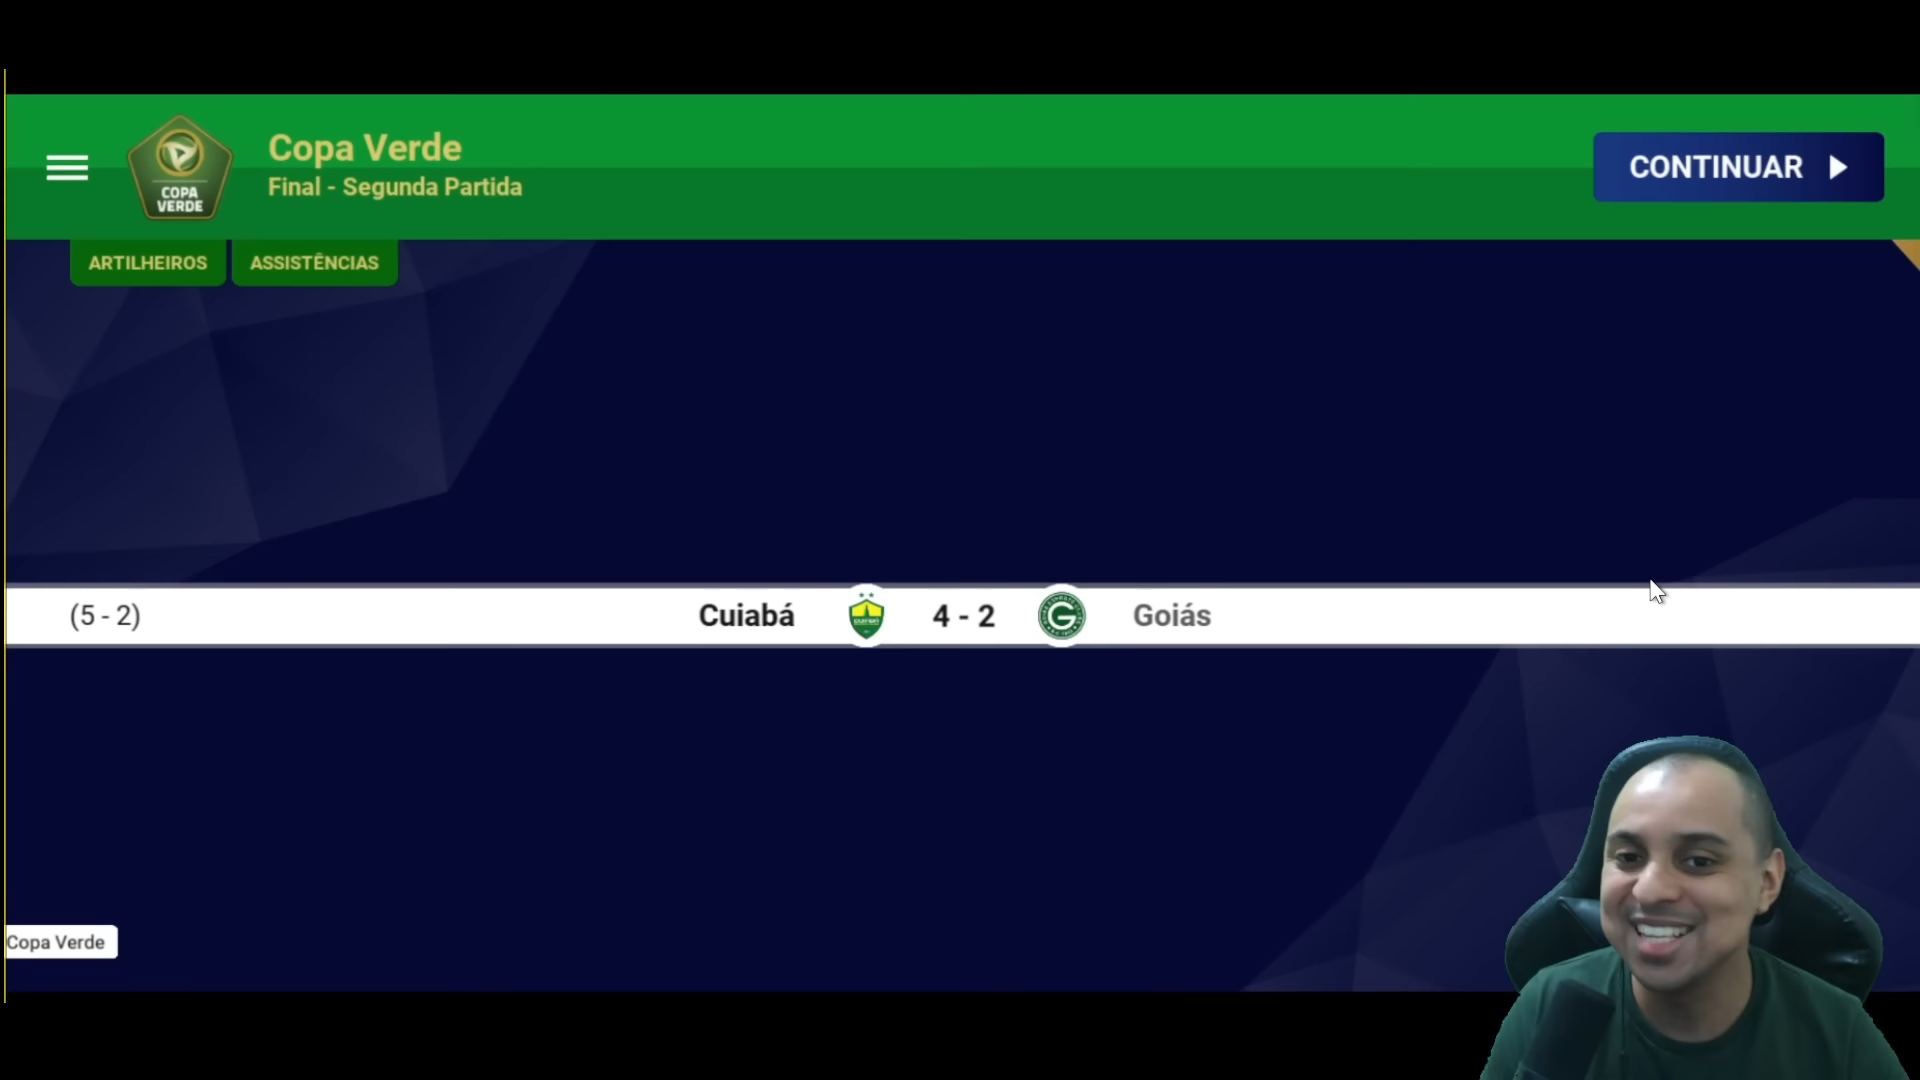 Copa Verde
Final - Segunda Partida
COPA
VERDE
CONTINUAR
ARTILHEIROS
ASSISTÊNCIAS
(5 - 2)
Cuiabá
4 - 2
G
Goiás
Copa Verde